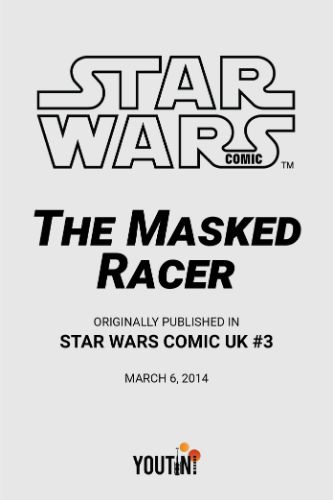 STAR
WARS
COMIC
TM
THE MASKED
RACER
ORIGINALLY PUBLISHED IN
STAR WARS COMIC UK #3
MARCH 6, 2014
YOUTINI